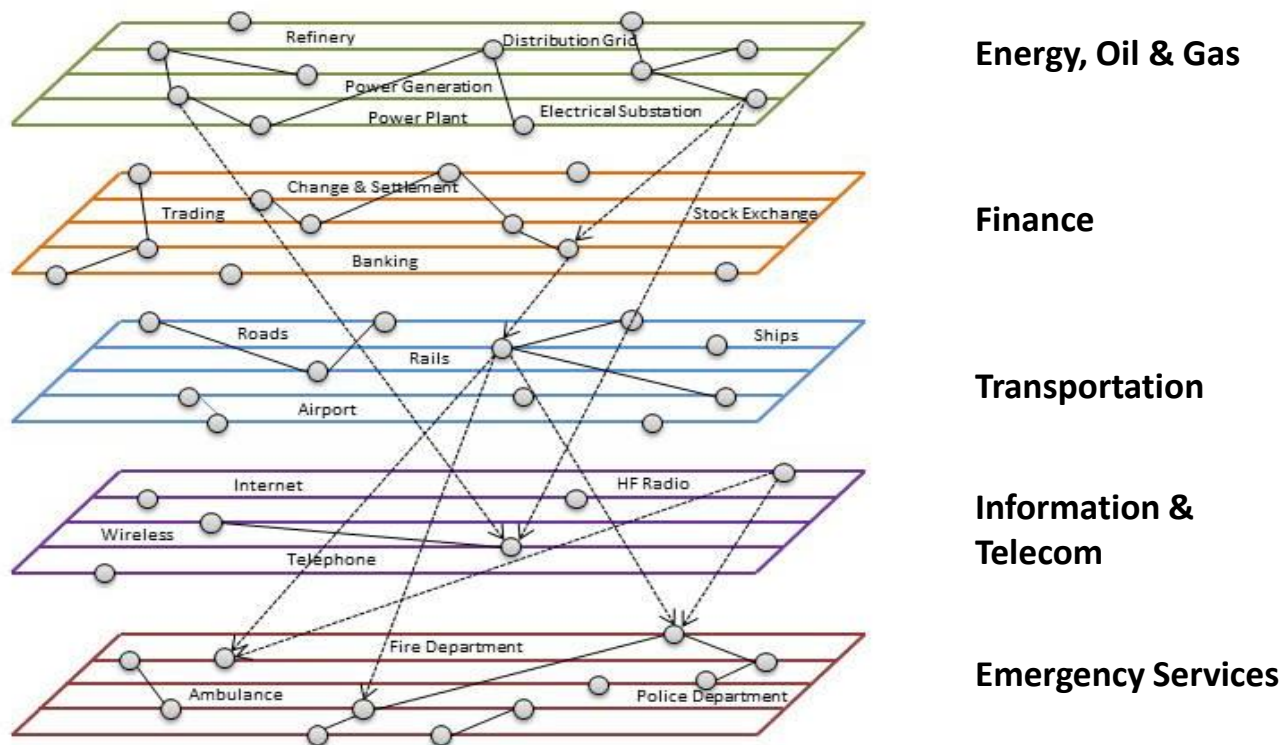 Refinery
Distribution Grid
Energy, Oil & Gas
Power Generation
Electrical Substation
Power Plant
Change & Settlement
Trading
Stock Exchange
Finance
Banking
Roads
Ships
Rails
Transportation
Airport
Internet
HF Radio
Information &
Telecom
Wireless
Telephone
Fire Department
Emergency Services
Ambulance
Police Department